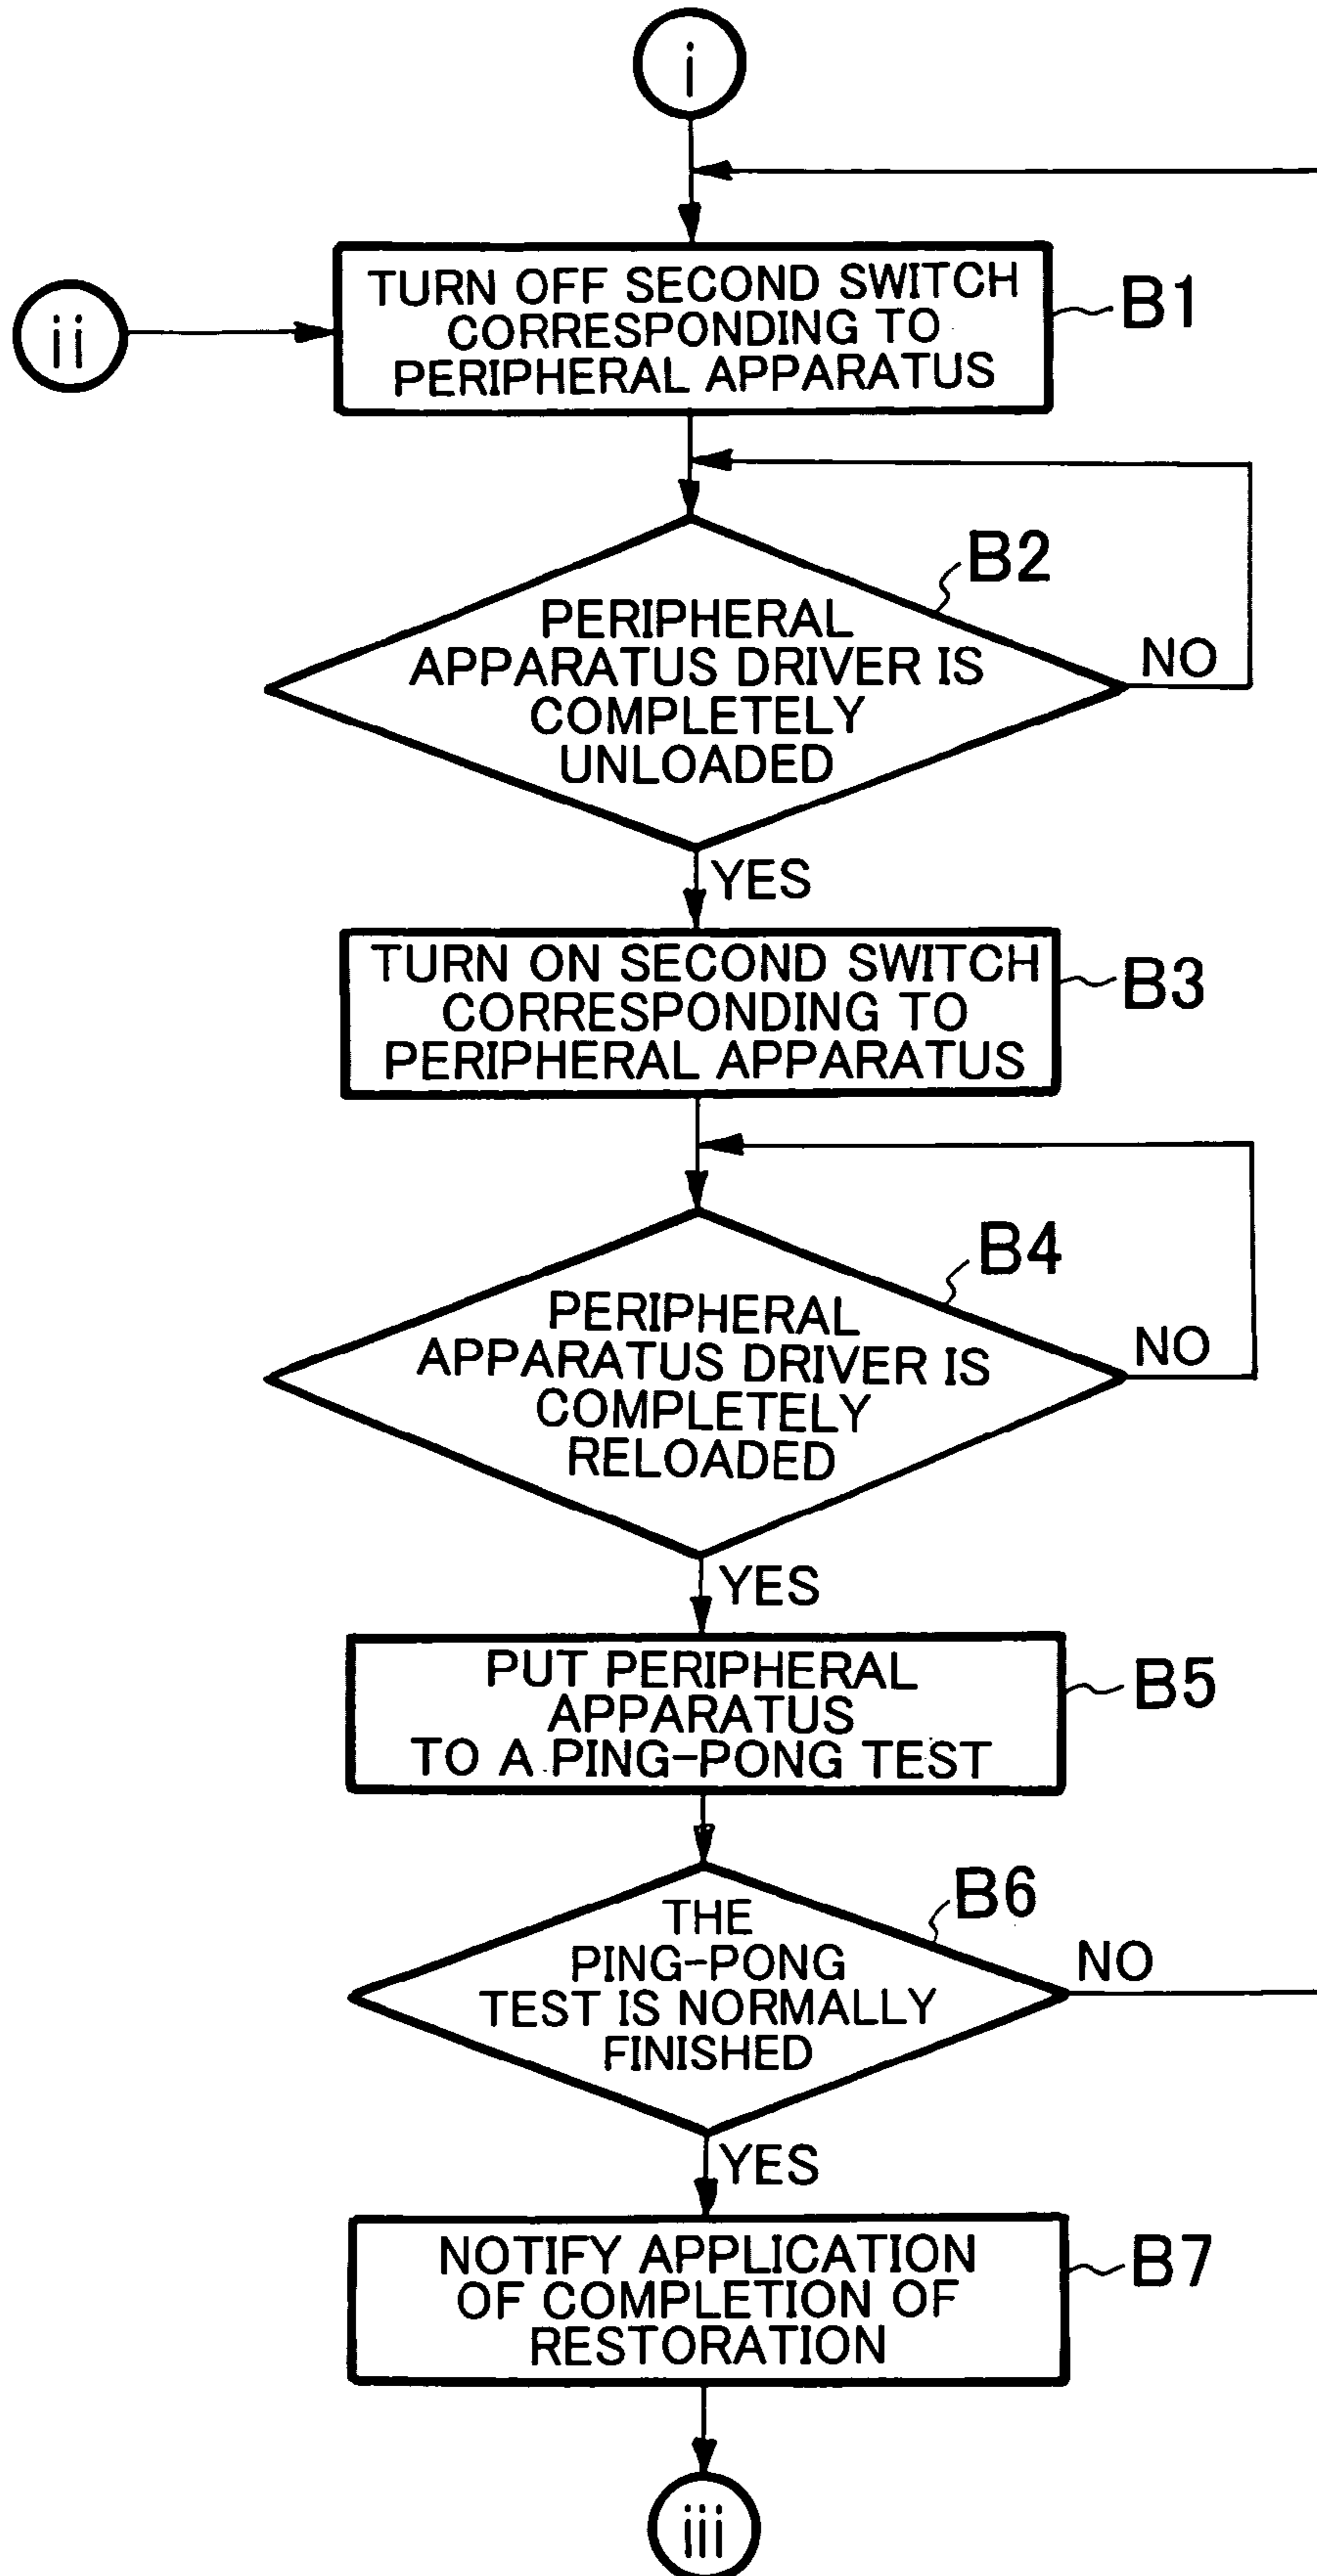 i
TURN OFF SECOND SWITCH
CORRESPONDING TO
PERIPHERAL APPARATUS
B1
ii
B2
PERIPHERAL
APPARATUS DRIVER IS
COMPLETELY
UNLOADED
NO
YES
TURN ON SECOND SWITCH
CORRESPONDING TO
PERIPHERAL APPARATUS
B3
B4
PERIPHERAL
APPARATUS DRIVER IS
COMPLETELY
RELOADED
NO
YES
PUT PERIPHERAL
APPARATUS
TO A PING-PONG TEST
B5
B6
THE
PING-PONG
TEST IS NORMALLY
FINISHED
NO
YES
NOTIFY APPLICATION
OF COMPLETION OF
RESTORATION
B7
iii